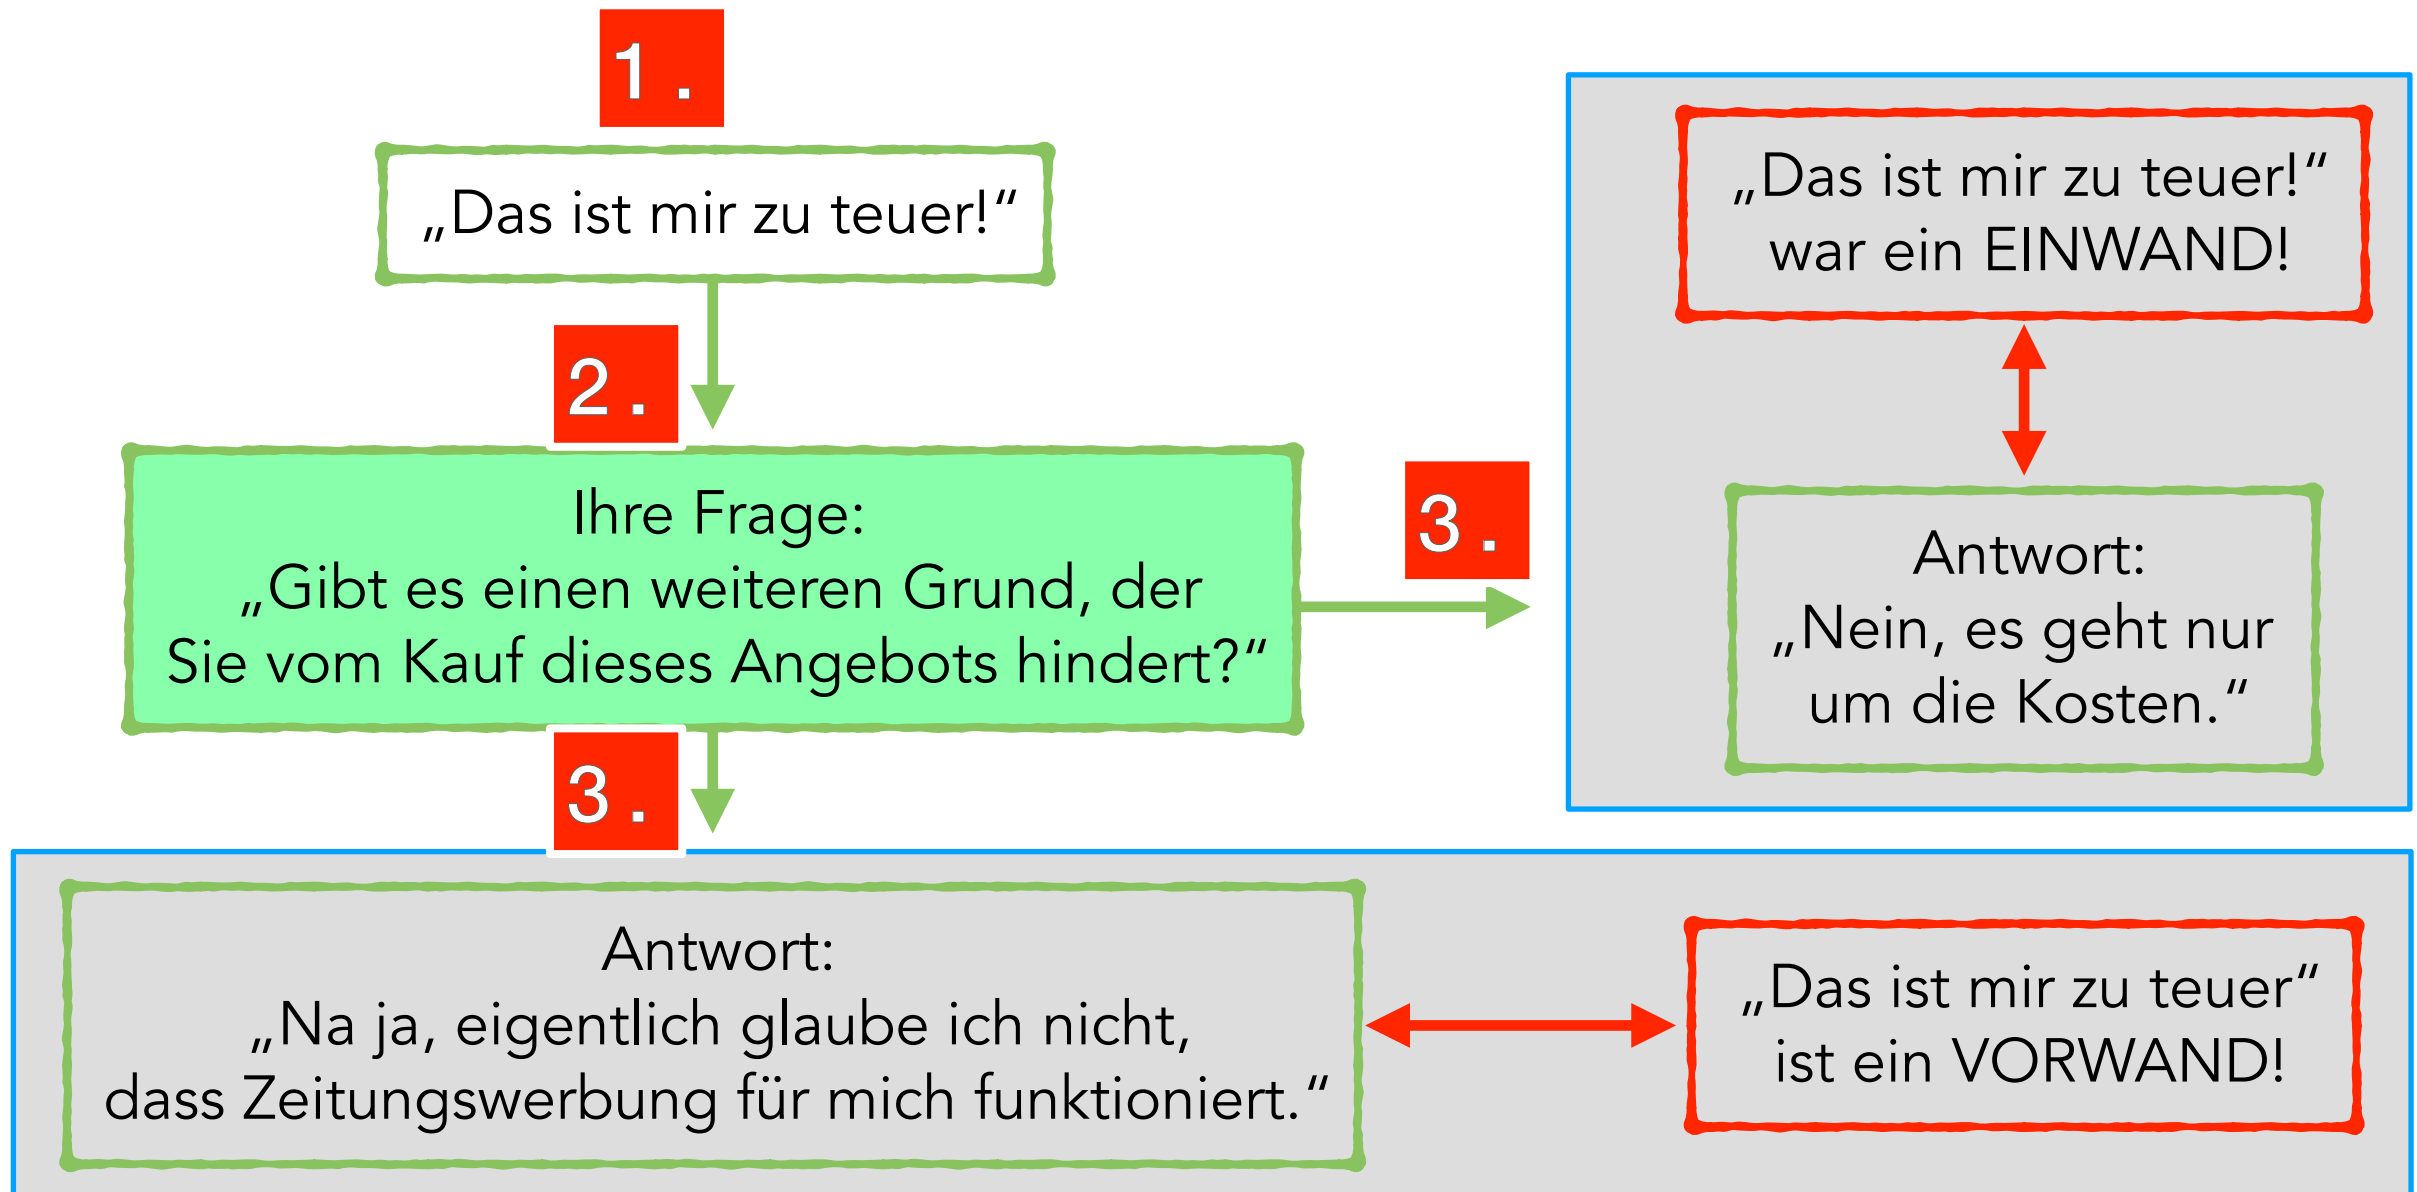 1.
„Das ist mir zu teuer!“
2.
Ihre Frage:
„Gibt es einen weiteren Grund, der
Sie vom Kauf dieses Angebots hindert?“
3.
„Das ist mir zu teuer!“
war ein EINWAND!
Antwort:
„Nein, es geht nur
um die Kosten.“
3.
Antwort:
„Na ja, eigentlich glaube ich nicht,
dass Zeitungswerbung für mich funktioniert.“
„Das ist mir zu teuer“
ist ein VORWAND!